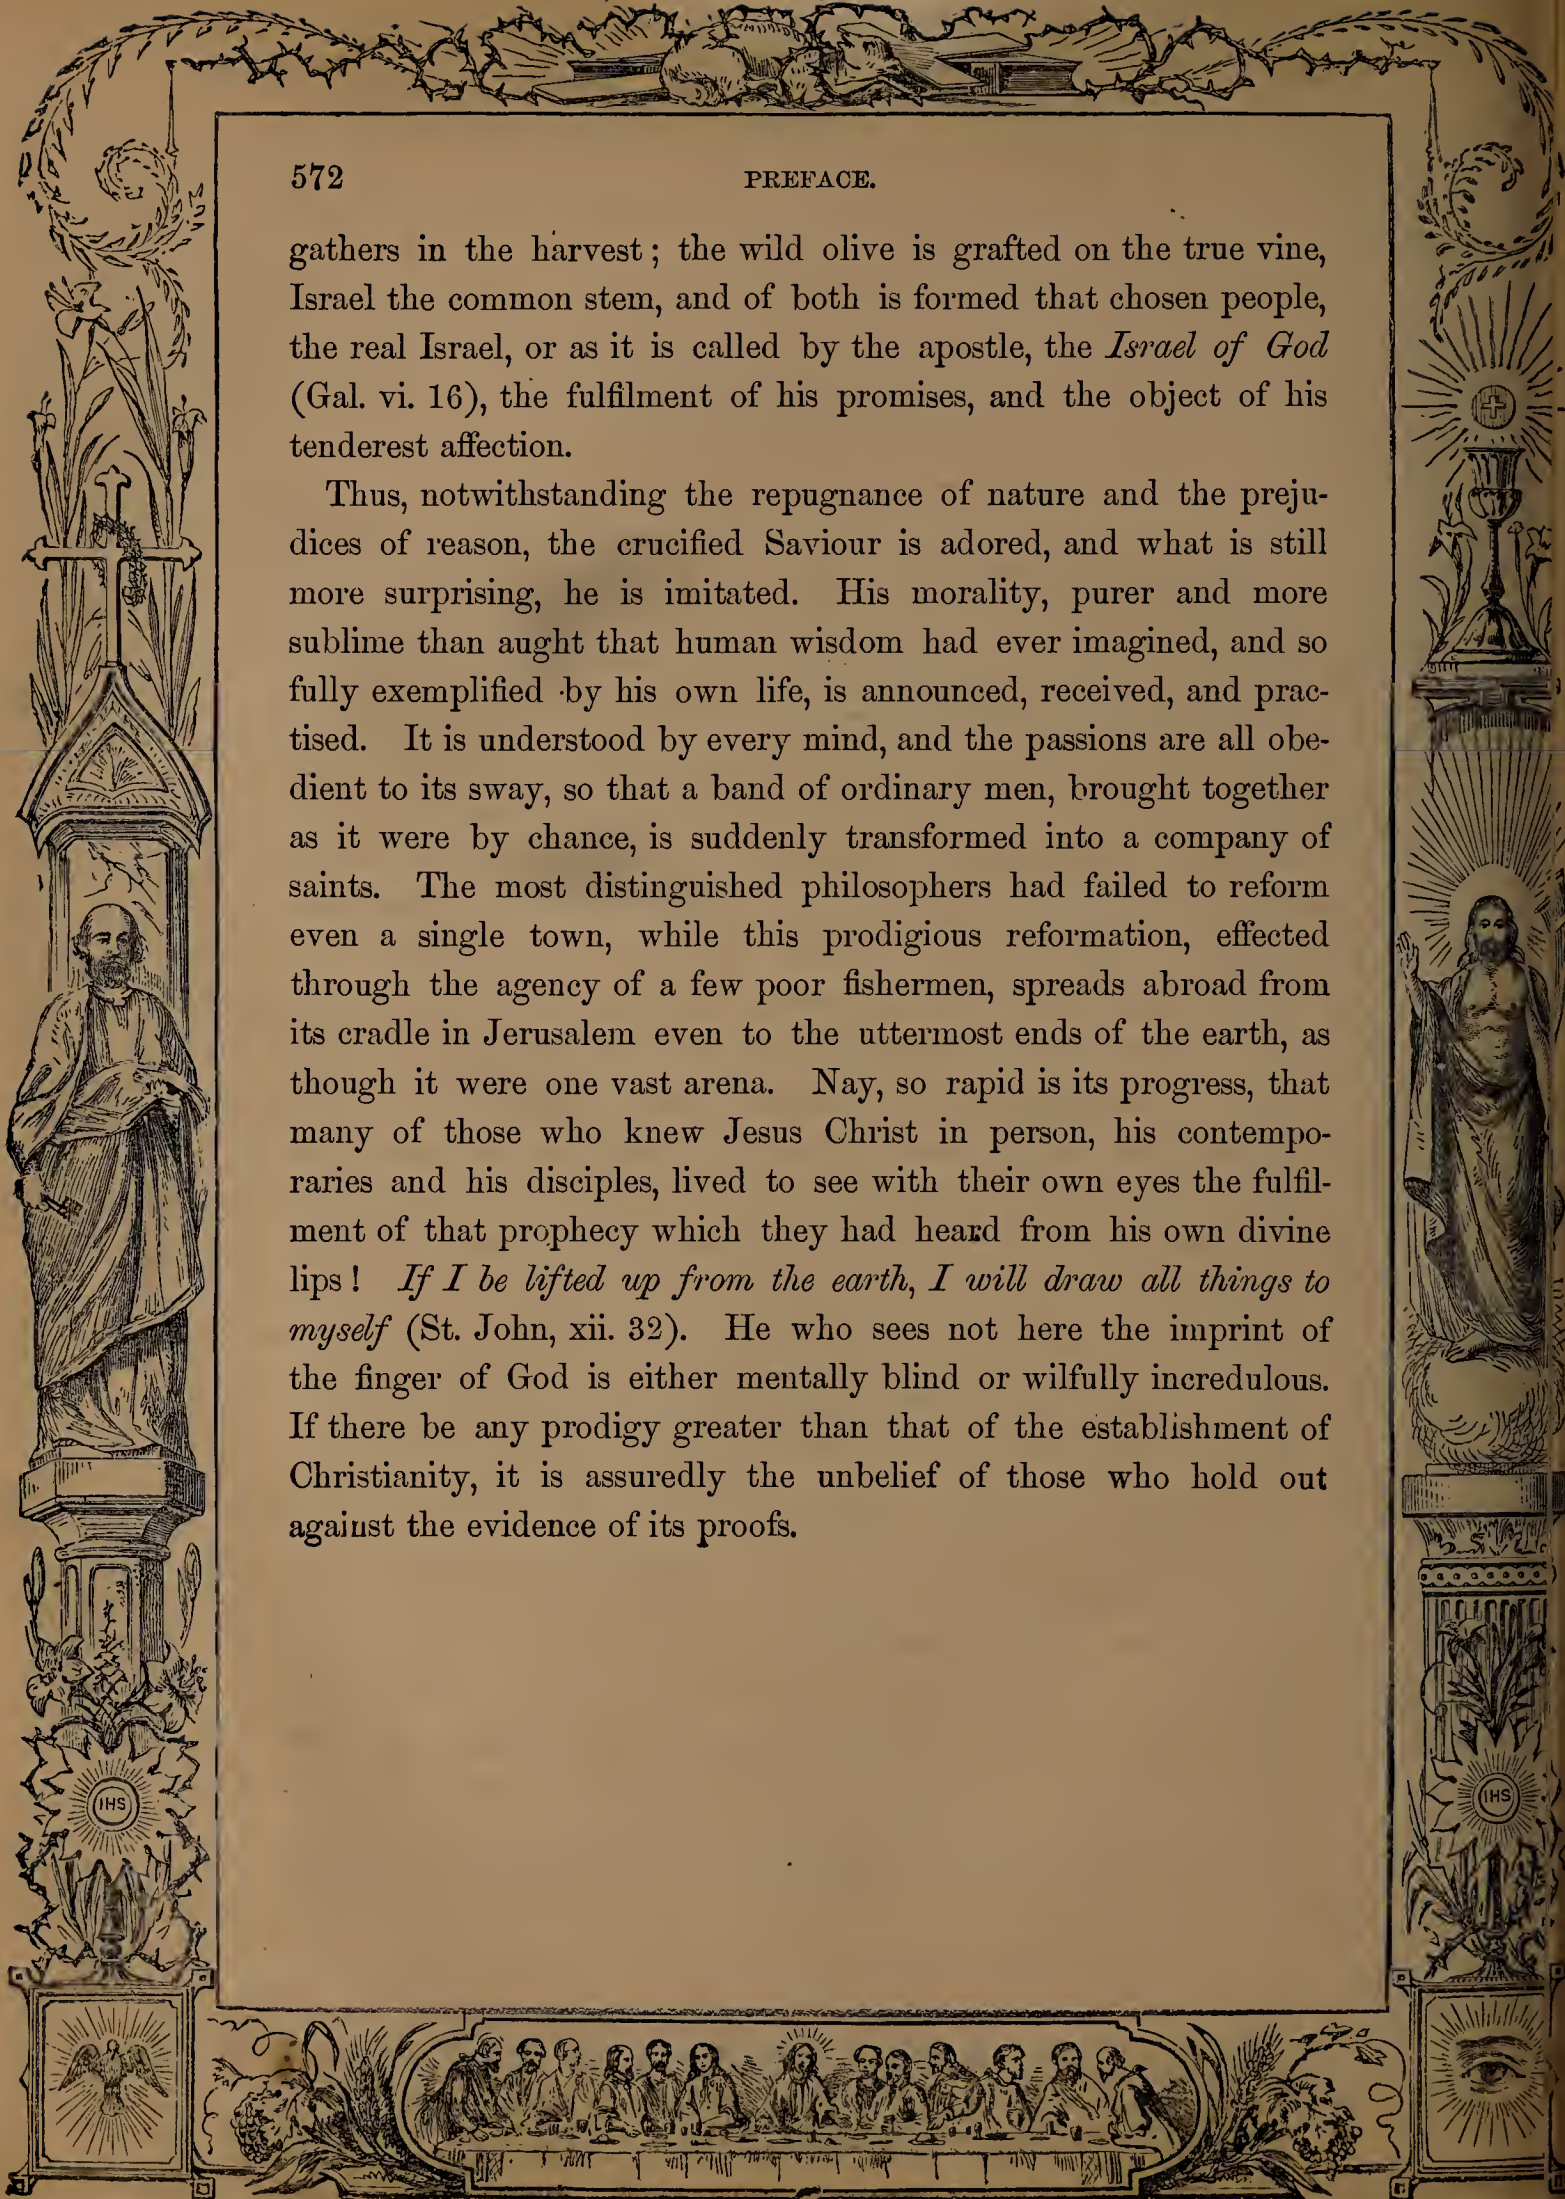 572 PREFACE.
gathers in the harvest; the wild olive is grafted on the true vine,
Israel the common stem, and of both is formed that chosen people,
the real Israel, or as it is called by the apostle, the Israel of God
(Gal. vi. 16), the fulfilment of his promises, and the object of his
tenderest affection.
Thus, notwithstanding the repugnance of nature and the preju-
dices of reason, the crucified Saviour is adored, and what is still
more surprising, he is imitated. His morality, purer and more
sublime than aught that human wisdom had ever imagined, and so
fully exemplified by his own life, is announced, received, and prac-
tised. It is understood by every mind, and the passions are all obe-
dient to its sway, so that a band of ordinary men, brought together
as it were by chance, is suddenly transformed into a company of
saints. The most distinguished philosophers had failed to reform
even a single town, while this prodigious reformation, effected
through the agency of a few poor fishermen, spreads abroad from
its cradle in Jerusalem even to the uttermost ends of the earth, as
though it were one vast arena. Nay, so rapid is its progress, that
many of those who knew Jesus Christ in person, his contempo-
raries and his disciples, lived to see with their own eyes the fulfil-
ment of that prophecy which they had heard from his own divine
lips! If I be lifted up from the earth, I will draw all things to
myself (St. John, xii. 32). He who sees not here the imprint of
the finger of God is either mentally blind or wilfully incredulous.
If there be any prodigy greater than that of the establishment of
Christianity, it is assuredly the unbelief of those who hold out
against the evidence of its proofs.
IHS
IHS